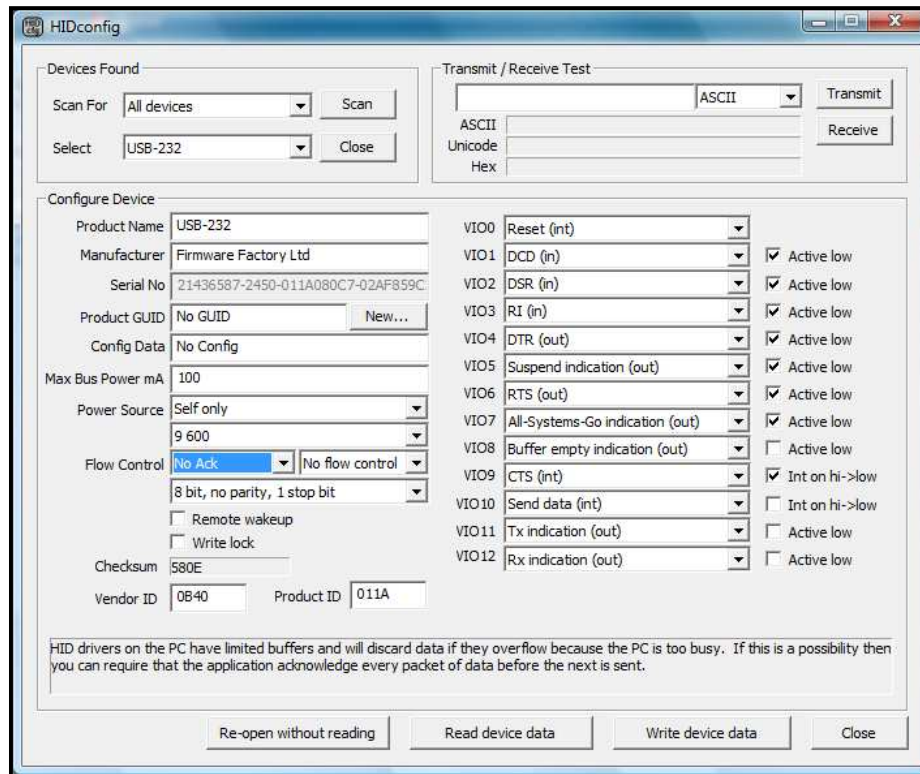 HIDconfig
Devices Found
Scan For All devices Scan
Select USB-232 Close
Transmit / Receive Test
ASCII Transmit
ASCII Receive
Unicode
Hex
Configure Device
Product Name USB-232
Manufacturer Firmware Factory Ltd
Serial No 21436587-2450-011A080C7-02AF859C
Product GUID No GUID New...
Config Data No Config
Max Bus Power mA 100
Power Source Self only
9 600
Flow Control No Ack No flow control
8 bit, no parity, 1 stop bit
Remote wakeup
Write lock
Checksum 580E
Vendor ID 0B40 Product ID 011A
VIO0 Reset (int)
VIO1 DCD (in) Active low
VIO2 DSR (in) Active low
VIO3 RI (in) Active low
VIO4 DTR (out) Active low
VIO5 Suspend indication (out) Active low
VIO6 RTS (out) Active low
VIO7 All-Systems-Go indication (out) Active low
VIO8 Buffer empty indication (out) Active low
VIO9 CTS (int) Int on hi->low
VIO10 Send data (int) Int on hi->low
VIO11 Tx indication (out) Active low
VIO12 Rx indication (out) Active low
HID drivers on the PC have limited buffers and will discard data if they overflow because the PC is too busy. If this is a possibility then
you can require that the application acknowledge every packet of data before the next is sent.
Re-open without reading Read device data Write device data Close